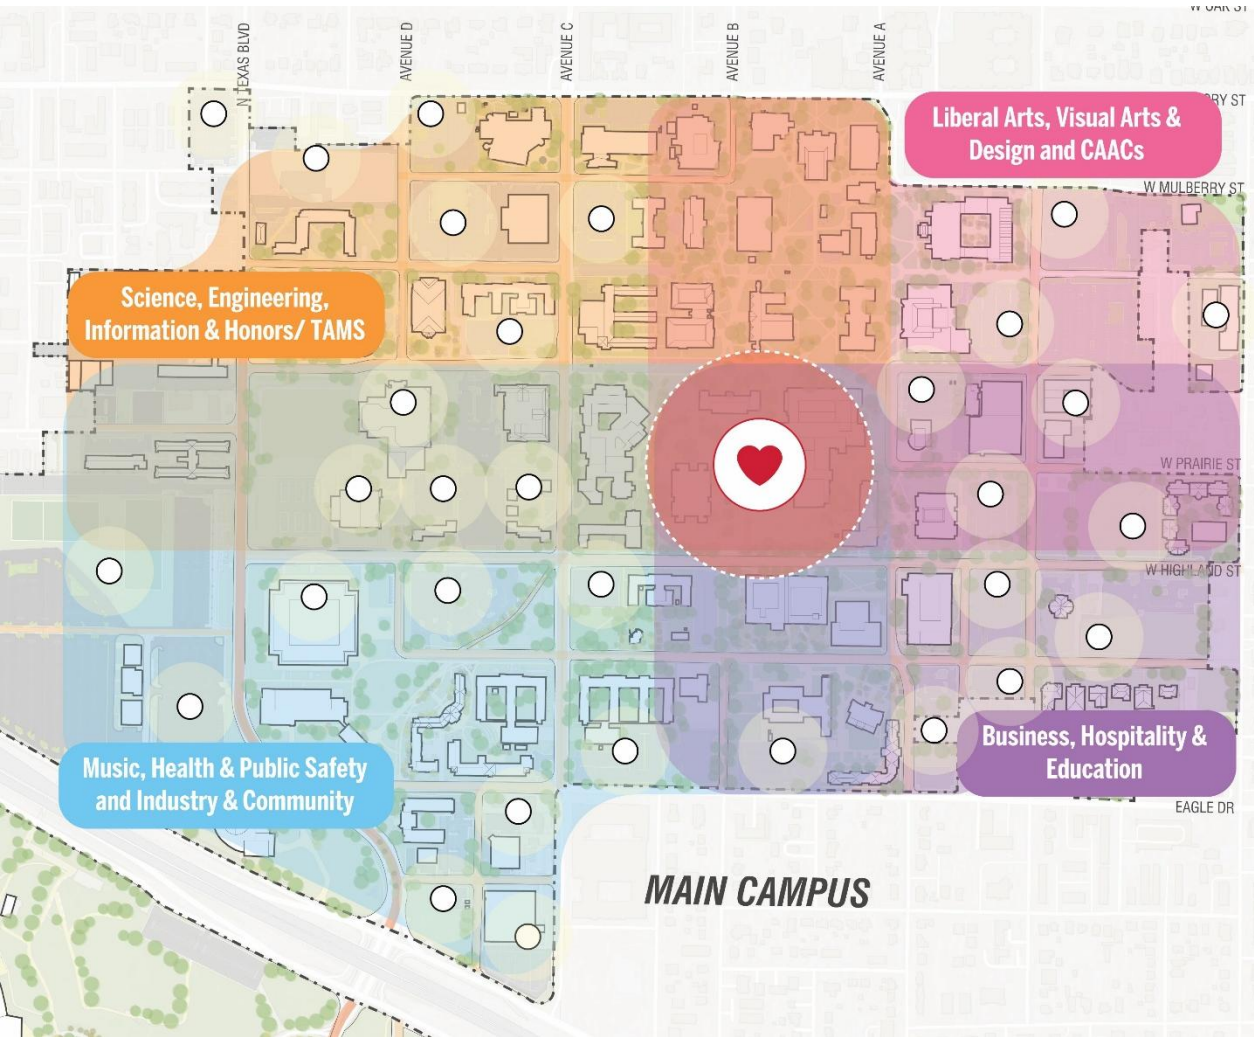 W OAK ST
N TEXAS BLVD
AVENUE D
AVENUE C
AVENUE B
AVENUE A
RY ST
Liberal Arts, Visual Arts &
Design and CAACs
W MULBERRY ST
Science, Engineering,
Information & Honors/ TAMS
W PRAIRIE ST
W HIGHLAND ST
Music, Health & Public Safety
and Industry & Community
Business, Hospitality &
Education
EAGLE DR
MAIN CAMPUS